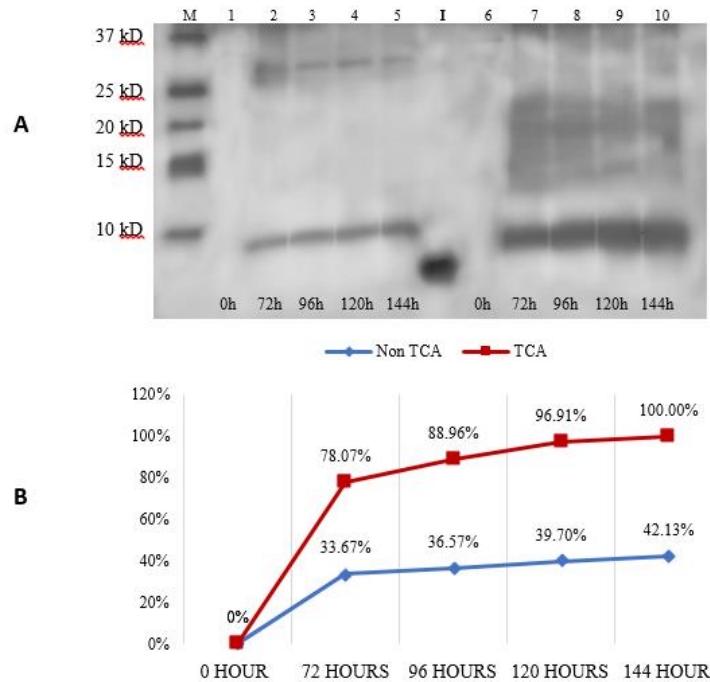 M 1 2 3 4 5 I 6 7 8 9 10
37 kD
25 kD
A
20 kD
15 kD
10 kD
0h 72h 96h 120h 144h 0h 72h 96h 120h 144h
Non TCA TCA
120%
100%
80%
60%
40%
20%
0%
B
0% 78.07% 88.96% 96.91% 100.00%
33.67% 36.57% 39.70% 42.13%
0 HOUR 72 HOURS 96 HOURS 120 HOURS 144 HOUR